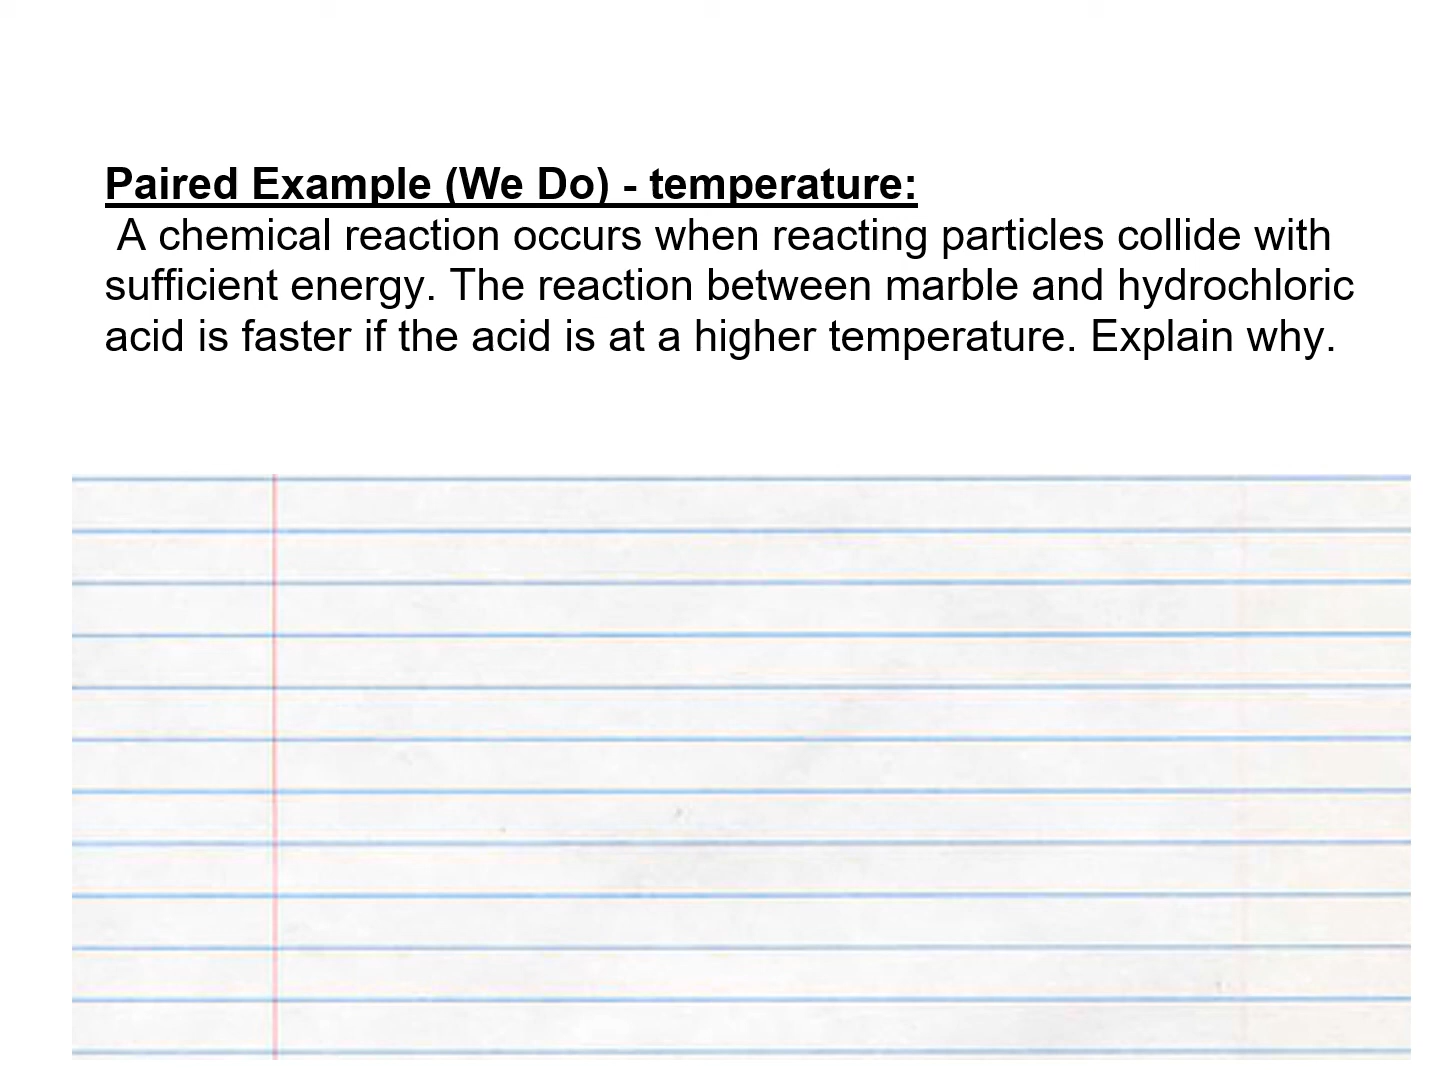 Paired Example (We Do) - temperature:
A chemical reaction occurs when reacting particles collide with
sufficient energy. The reaction between marble and hydrochloric
acid is faster if the acid is at a higher temperature. Explain why.